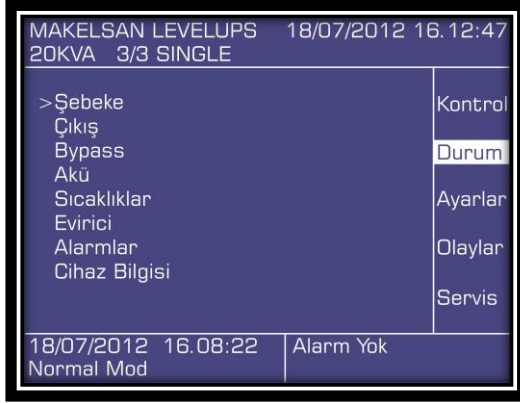 MAKELSAN LEVELUPS 18/07/2012 16.12:47
20KVA 3/3 SINGLE
>Şebeke
Çıkış
Bypass
Akü
Sıcaklıklar
Evirici
Alarmlar
Cihaz Bilgisi
Kontrol
Durum
Ayarlar
Olaylar
Servis
18/07/2012 16.08:22
Normal Mod
Alarm Yok